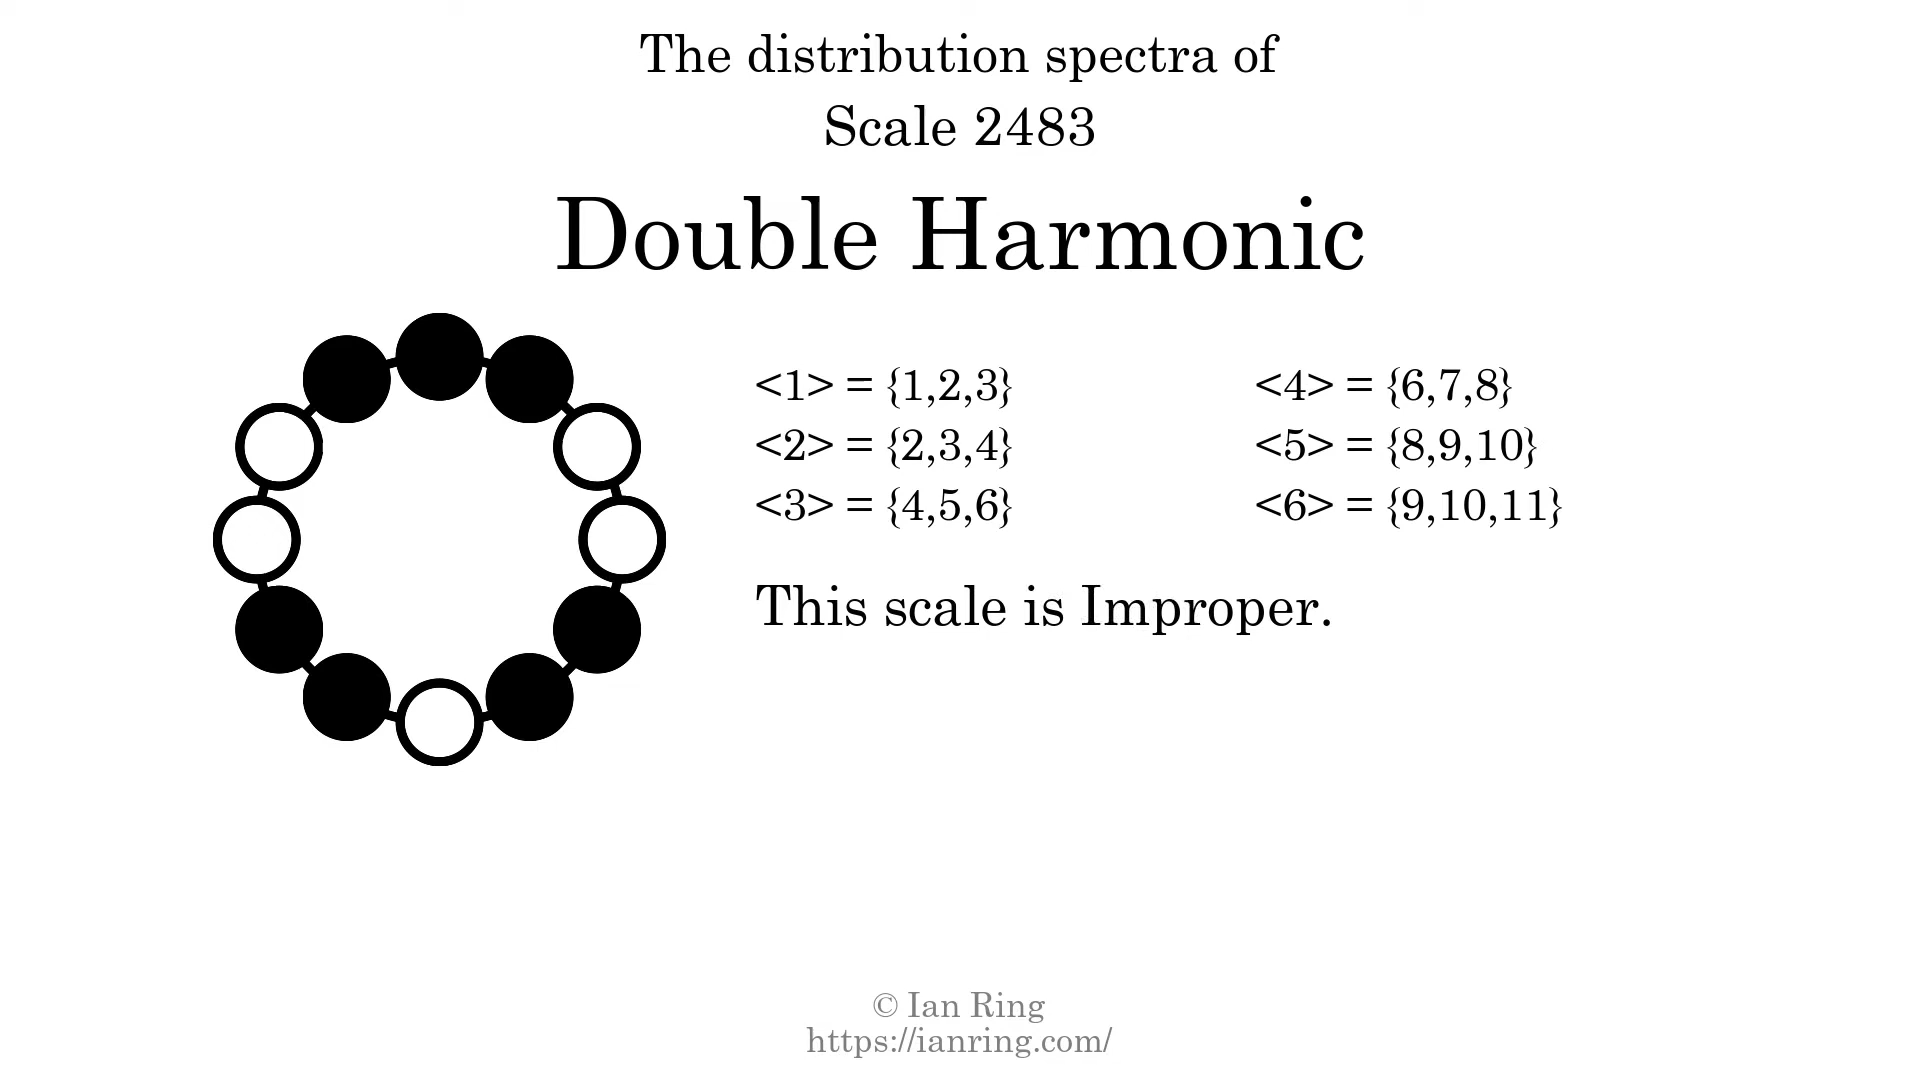 The distribution spectra of
Scale 2483
Double Harmonic
<1> = {1,2,3}
<2> = {2,3,4}
<3> = {4,5,6}
<4> = {6,7,8}
<5> = {8,9,10}
<6> = {9,10,11}
This scale is Improper.
© Ian Ring
https://ianring.com/